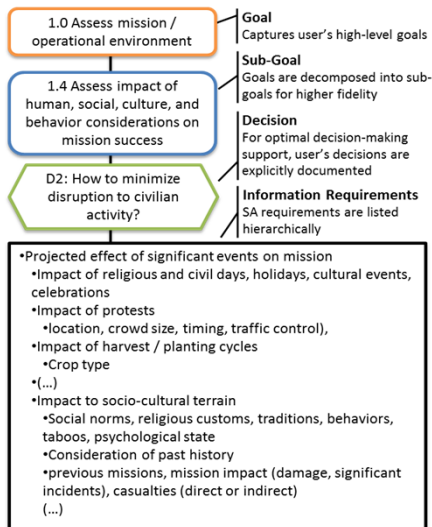 1.0 Assess mission /
operational environment
Goal
Captures user's high-level goals
1.4 Assess impact of
human, social, culture, and
behavior considerations on
mission success
Sub-Goal
Goals are decomposed into sub-
goals for higher fidelity
Decision
For optimal decision-making
support, user's decisions are
explicitly documented
D2: How to minimize
disruption to civilian
activity?
Information Requirements
SA requirements are listed
hierarchically
•Projected effect of significant events on mission
•Impact of religious and civil days, holidays, cultural events,
celebrations
•Impact of protests
•location, crowd size, timing, traffic control),
•Impact of harvest / planting cycles
•Crop type
•(...)
•Impact to socio-cultural terrain
•Social norms, religious customs, traditions, behaviors,
taboos, psychological state
•Consideration of past history
•previous missions, mission impact (damage, significant
incidents), casualties (direct or indirect)
(...)